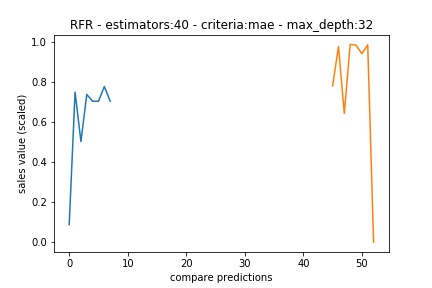 RFR - estimators:40 - criteria:mae - max_depth:32
1.0
0.8
0.6
0.4
0.2
0.0
sales value (scaled)
0 10 20 30 40 50
compare predictions